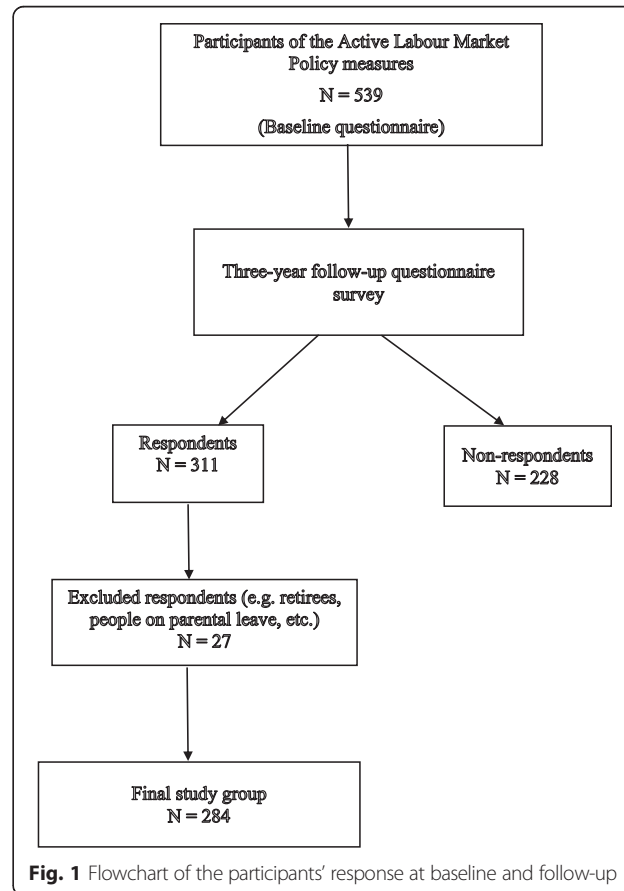 Participants of the Active Labour Market
Policy measures
N = 539
(Baseline questionnaire)
Three-year follow-up questionnaire
survey
Respondents
N = 311
Non-respondents
N = 228
Excluded respondents (e.g. retirees,
people on parental leave, etc.)
N = 27
Final study group
N = 284
Fig. 1 Flowchart of the participants’ response at baseline and follow-up